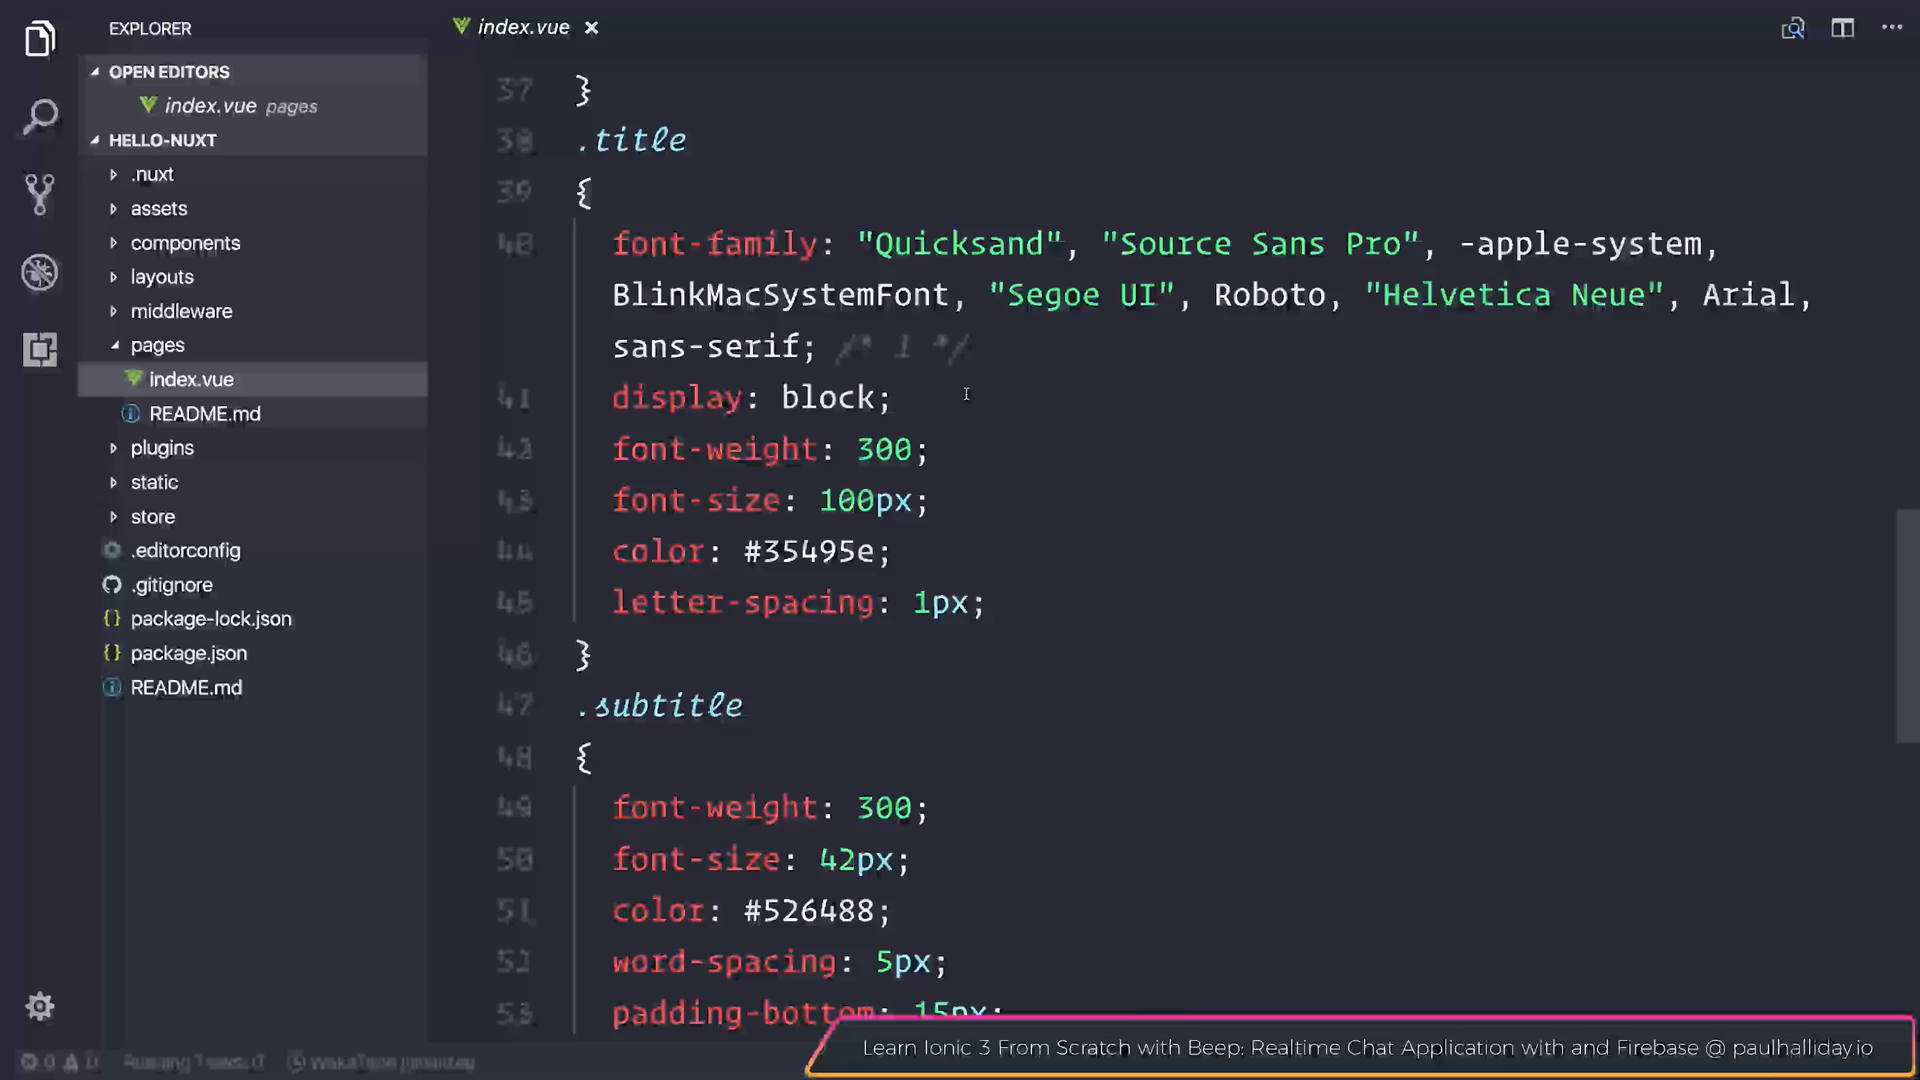 EXPLORER
OPEN EDITORS
index.vue pages
HELLO-NUXT
.nuxt
assets
components
layouts
middleware
pages
index.vue
README.md
plugins
static
store
.editorconfig
.gitignore
package-lock.json
package.json
README.md
index.vue
37 }
38 .title
39 {
40 font-family: "Quicksand", "Source Sans Pro", -apple-system,
BlinkMacSystemFont, "Segoe UI", Roboto, "Helvetica Neue", Arial,
sans-serif; /* 1 */
41 display: block;
42 font-weight: 300;
43 font-size: 100px;
44 color: #35495e;
45 letter-spacing: 1px;
46 }
47 .subtitle
48 {
49 font-weight: 300;
50 font-size: 42px;
51 color: #526488;
52 word-spacing: 5px;
53 padding-bottom: 15px;
Learn Ionic 3 From Scratch with Beep: Realtime Chat Application with and Firebase @ paulhalliday.io